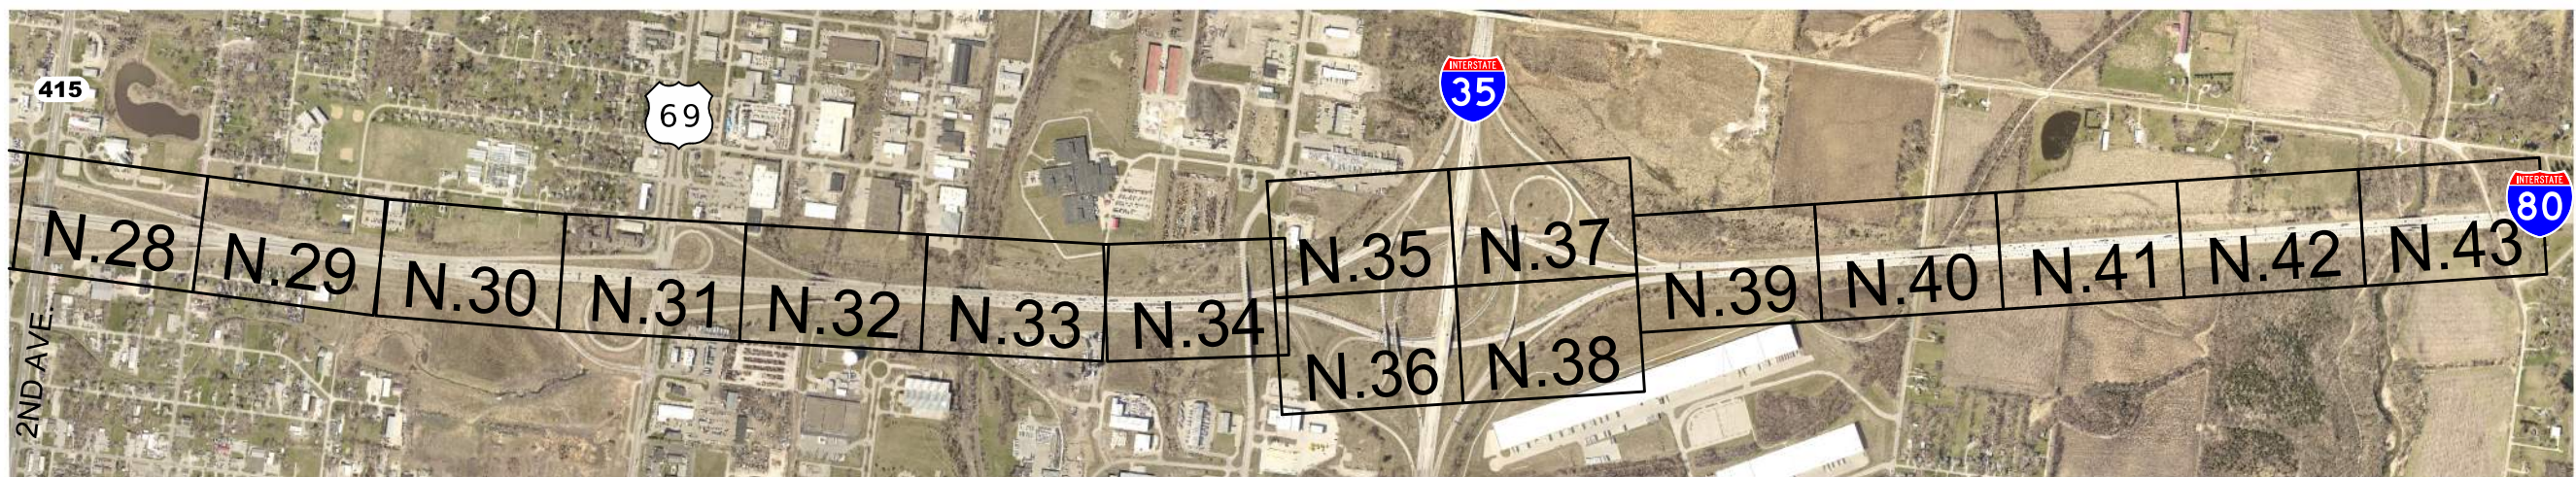 415
69
INTERSTATE
35
INTERSTATE
80
N.28
N.29
N.30
N.31
N.32
N.33
N.34
N.35
N.36
N.37
N.38
N.39
N.40
N.41
N.42
N.43
2ND AVE.